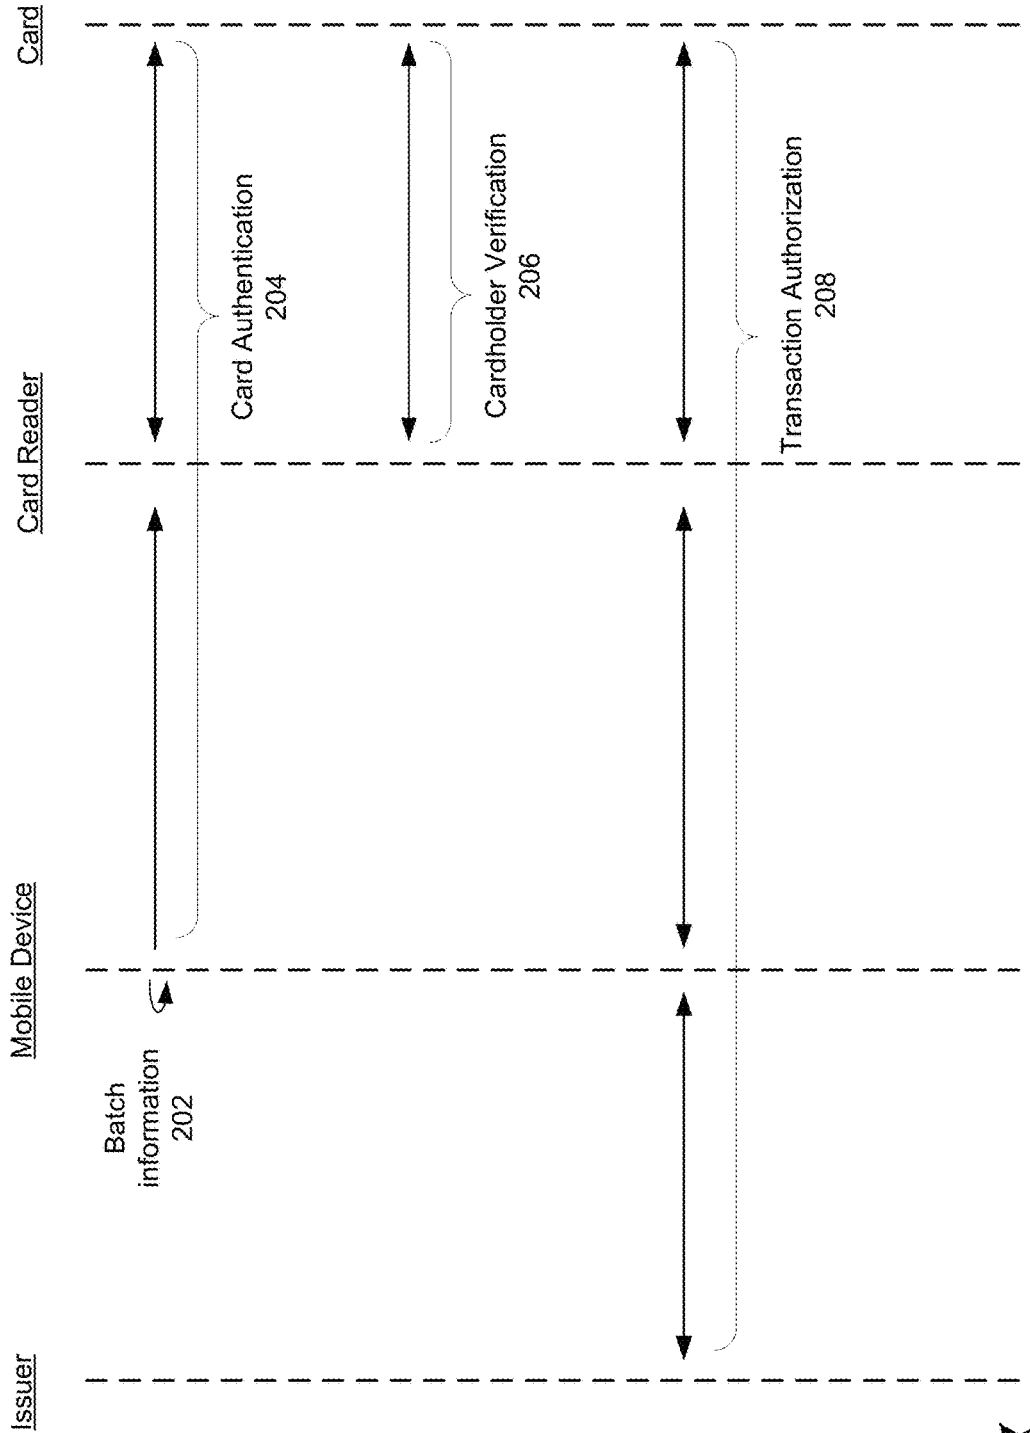 Issuer
Mobile Device
Card Reader
Card
Batch
information
202
Card Authentication
204
Cardholder Verification
206
Transaction Authorization
208